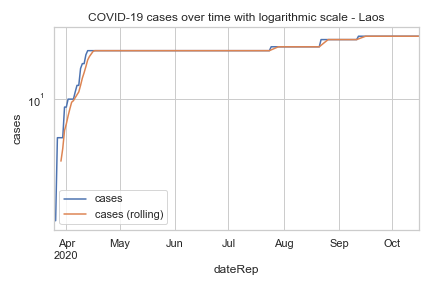 COVID-19 cases over time with logarithmic scale - Laos
cases
10¹
cases
cases (rolling)
Apr
2020
May
Jun
Jul
Aug
Sep
Oct
dateRep